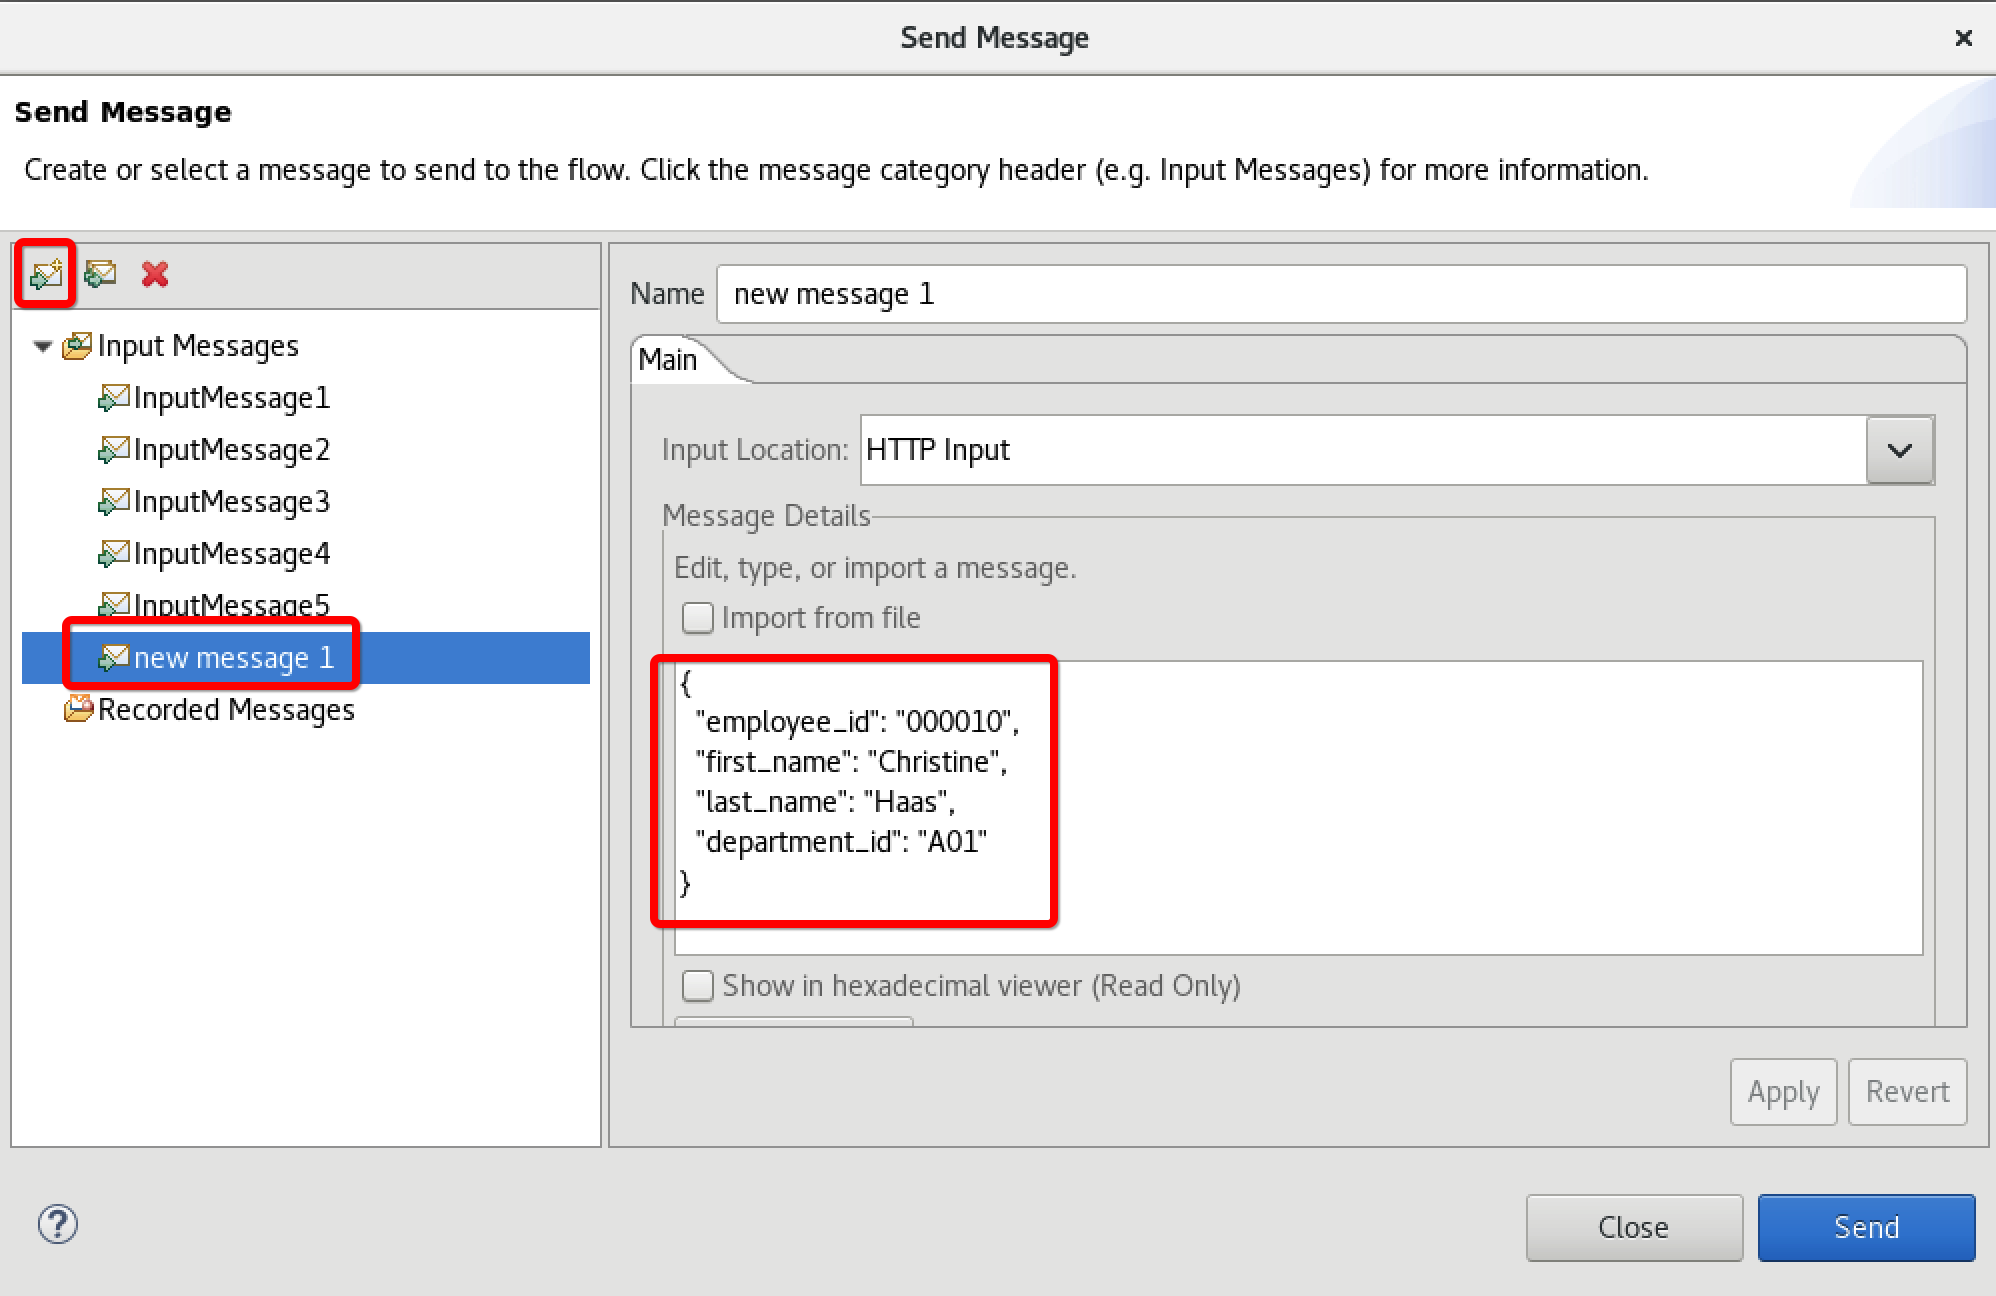 Send Message
Send Message
Create or select a message to send to the flow. Click the message category header (e.g. Input Messages) for more information.
Input Messages
InputMessage1
InputMessage2
InputMessage3
InputMessage4
InputMessage5
new message 1
Recorded Messages
Name new message 1
Main
Input Location: HTTP Input
Message Details
Edit, type, or import a message.
Import from file
{
"employee_id": "000010",
"first_name": "Christine",
"last_name": "Haas",
"department_id": "A01"
}
Show in hexadecimal viewer (Read Only)
Apply Revert
? Close Send